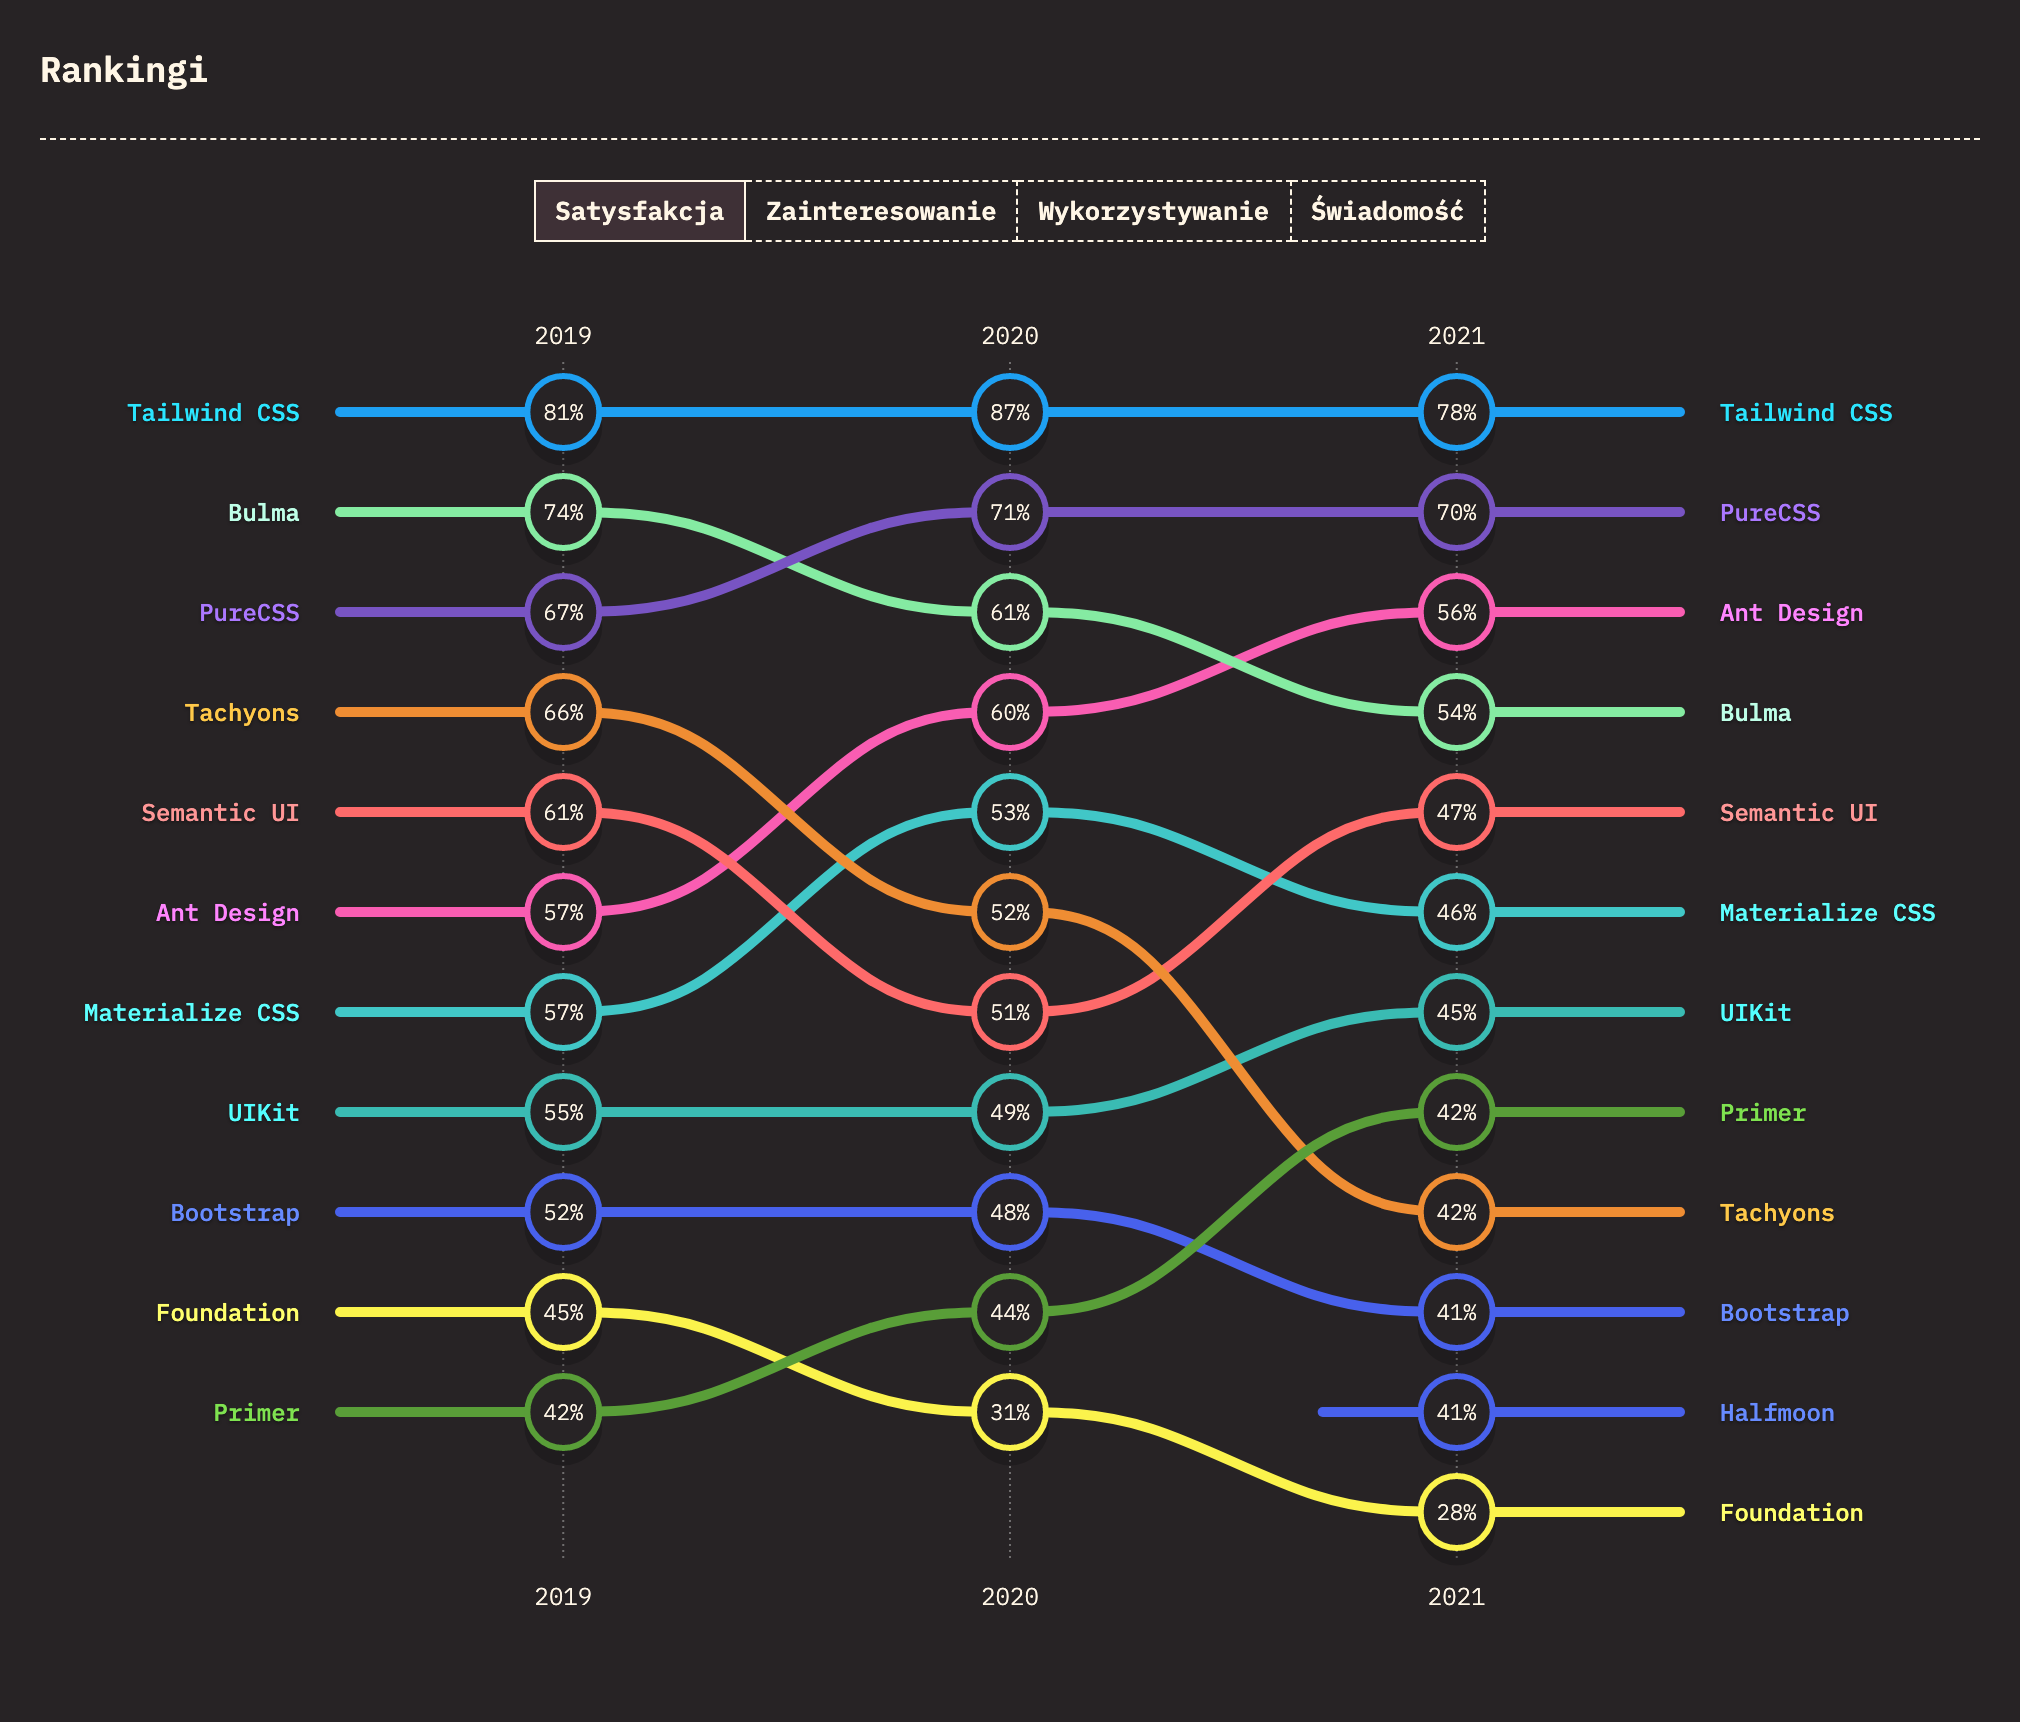 Rankingi
Satysfakcja Zainteresowanie Wykorzystywanie Świadomość
2019 2020 2021
Tailwind CSS 81% 87% 78% Tailwind CSS
Bulma 74% 71% 70% PureCSS
PureCSS 67% 61% 56% Ant Design
Tachyons 66% 60% 54% Bulma
Semantic UI 61% 53% 47% Semantic UI
Ant Design 57% 52% 46% Materialize CSS
Materialize CSS 57% 51% 45% UIKit
UIKit 55% 49% 42% Primer
Bootstrap 52% 48% 42% Tachyons
Foundation 45% 44% 41% Bootstrap
Primer 42% 31% 41% Halfmoon
28% Foundation
2019 2020 2021